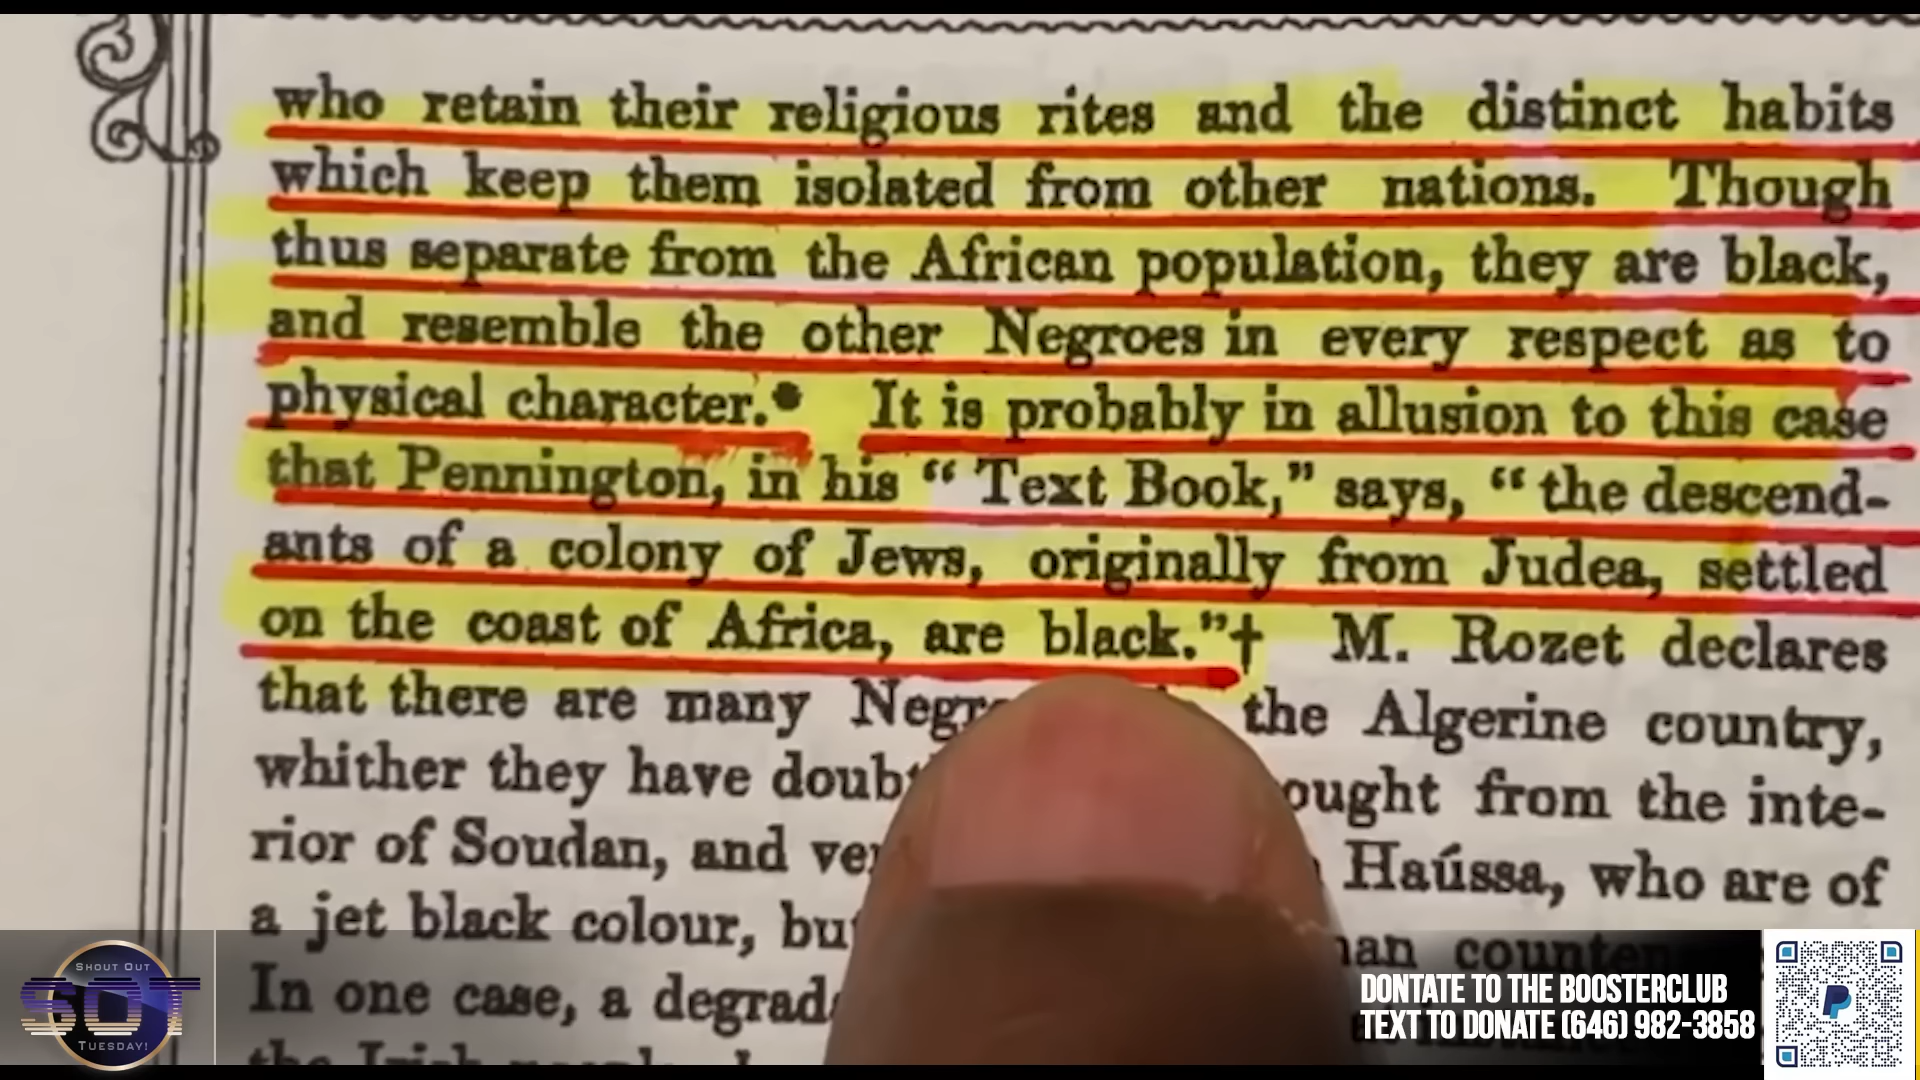 who retain their religious rites and the distinct habits
which keep them isolated from other nations. Though
thus separate from the African population, they are black,
and resemble the other Negroes in every respect as to
physical character.* It is probably in allusion to this case
that Pennington, in his “Text Book,” says, “the descend-
ants of a colony of Jews, originally from Judea, settled
on the coast of Africa, are black.”† M. Rozet declares
that there are many the Algerine country,
whither they have from the inte-
rior of Soudan, and Haússa, who are of
a jet black colour,
In one case, a
the Irish
SHOUT OUT
SOT
TUESDAY!
DONTATE TO THE BOOSTERCLUB
TEXT TO DONATE (646) 982-3858